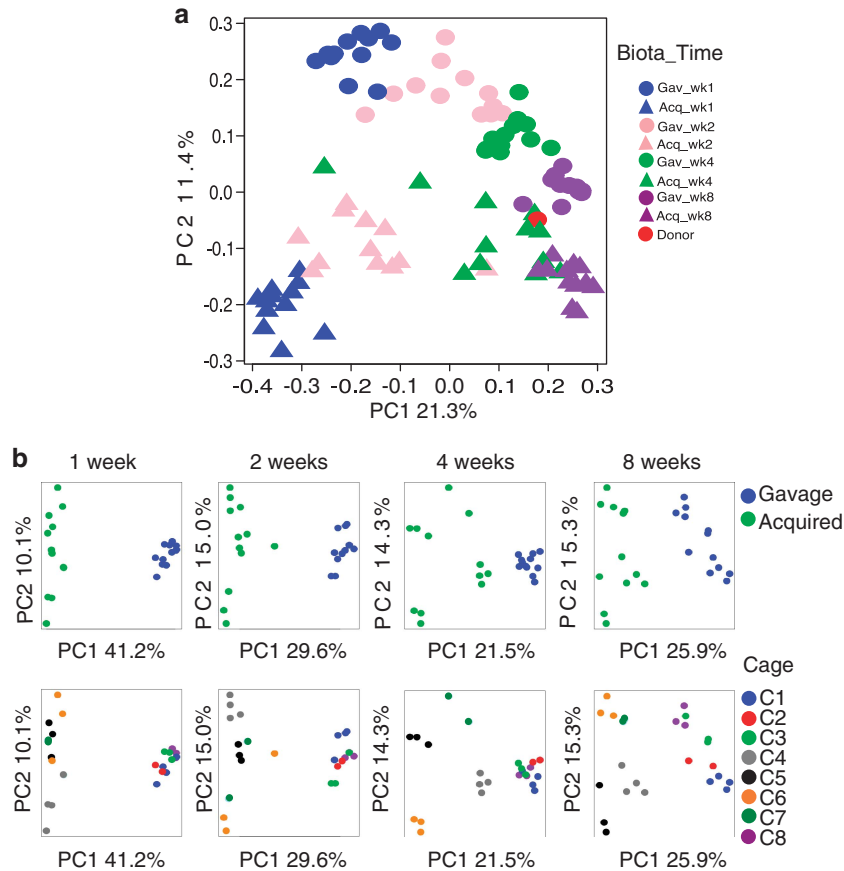 a
Biota_Time
Gav_wk1
Acq_wk1
Gav_wk2
Acq_wk2
Gav_wk4
Acq_wk4
Gav_wk8
Acq_wk8
Donor
PC2 11.4%
0.3
0.2
0.1
0.0
-0.1
-0.2
-0.3
-0.4 -0.3 -0.2 -0.1 0.0 0.1 0.2 0.3
PC1 21.3%
b
1 week 2 weeks 4 weeks 8 weeks
PC2 10.1% PC2 15.0% PC2 14.3% PC2 15.3%
Gavage
Acquired
PC1 41.2% PC1 29.6% PC1 21.5% PC1 25.9%
Cage
C1
C2
C3
C4
C5
C6
C7
C8
PC2 10.1% PC2 15.0% PC2 14.3% PC2 15.3%
PC1 41.2% PC1 29.6% PC1 21.5% PC1 25.9%